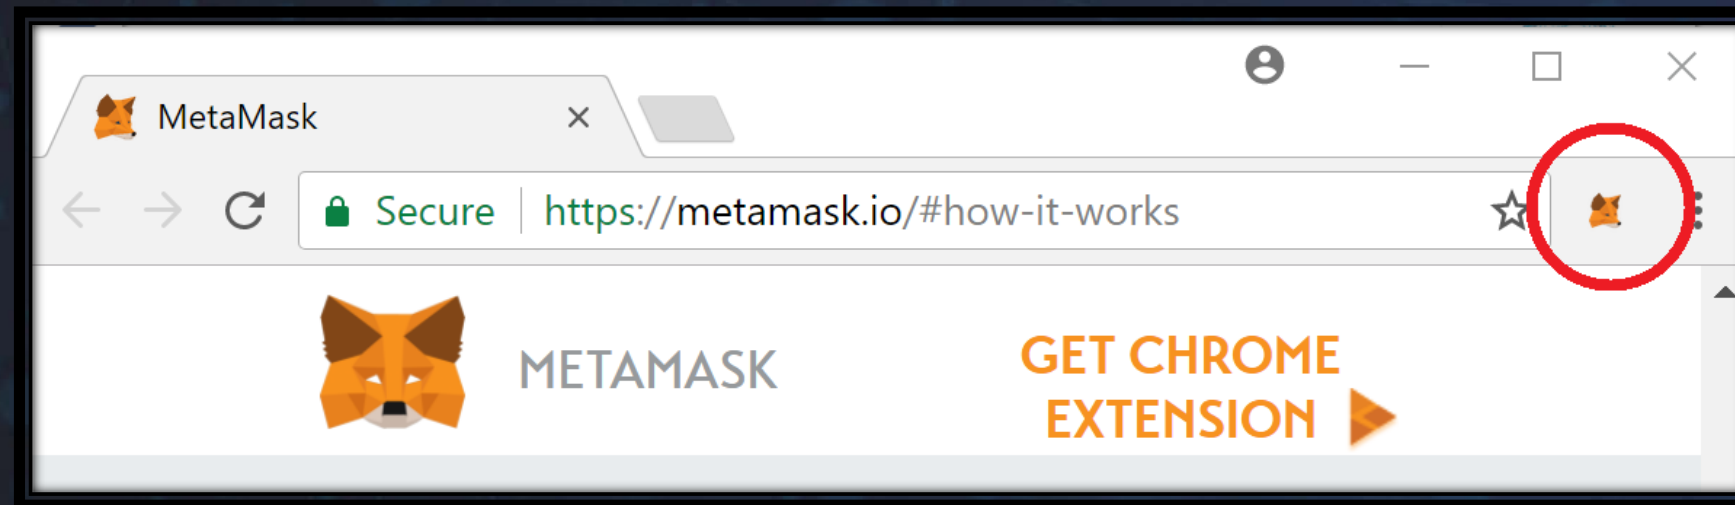 MetaMask
Secure https://metamask.io/#how-it-works
METAMASK
GET CHROME
EXTENSION